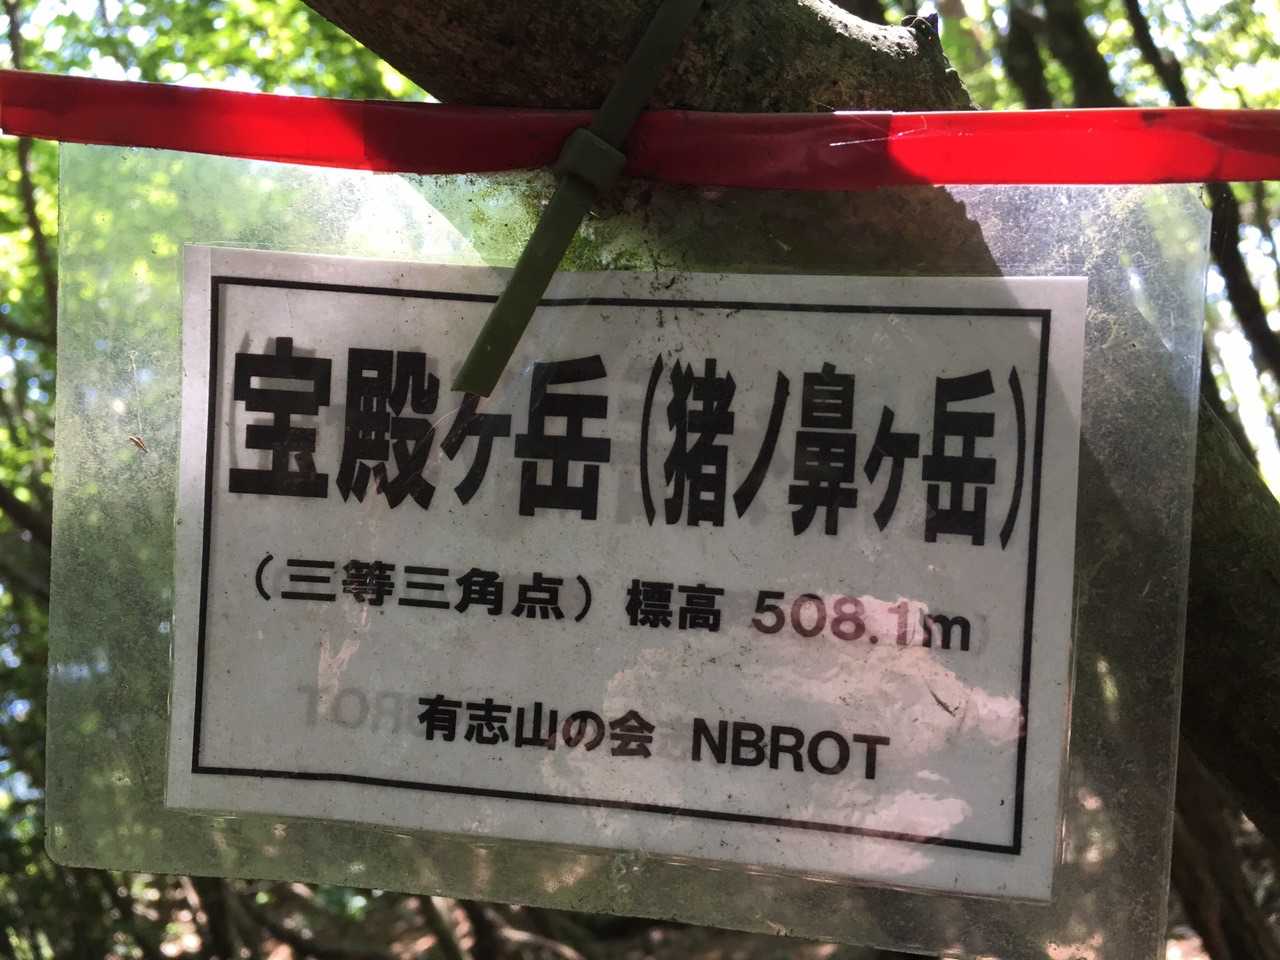 宝殿ヶ岳(猪ノ鼻ヶ岳)
(三等三角点) 標高 508.1m
有志山の会 NBROT